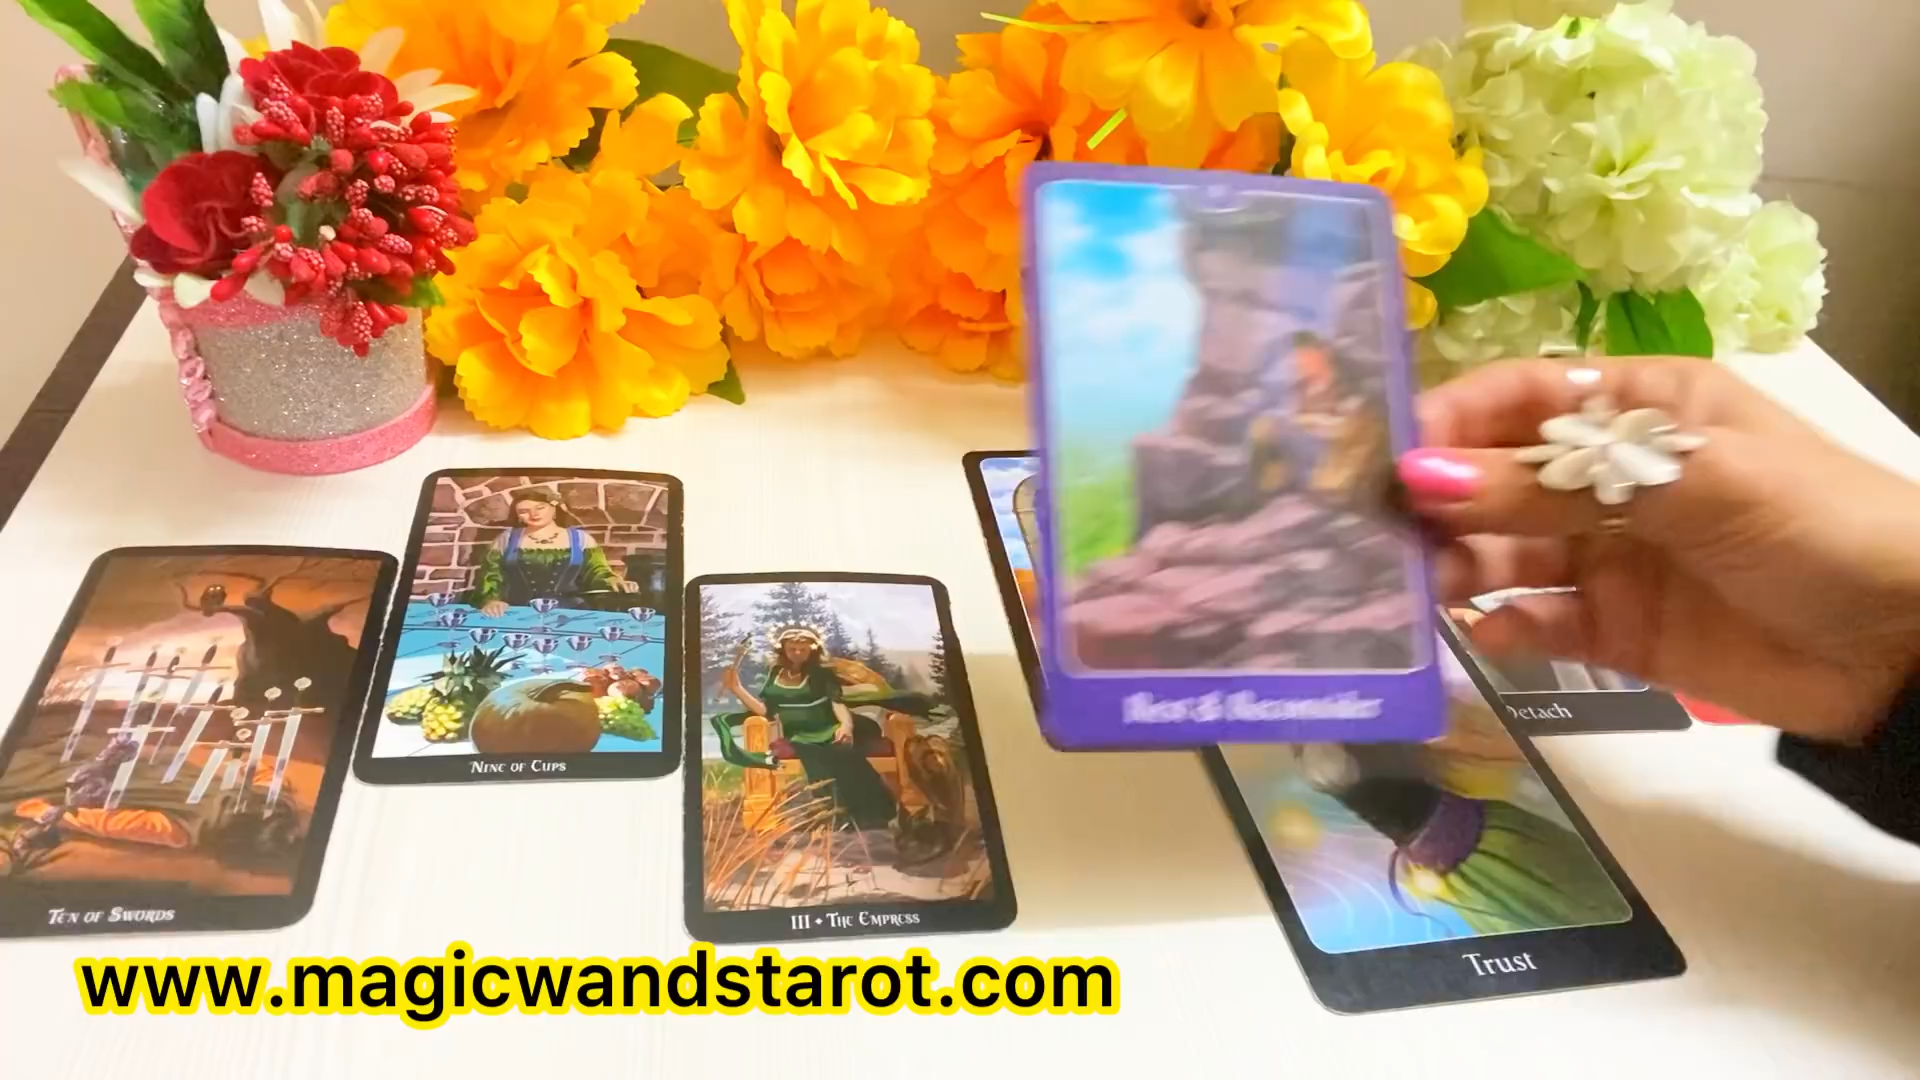 Ten of Swords
Nine of Cups
III • The Empress
Detach
Trust
www.magicwandstarot.com